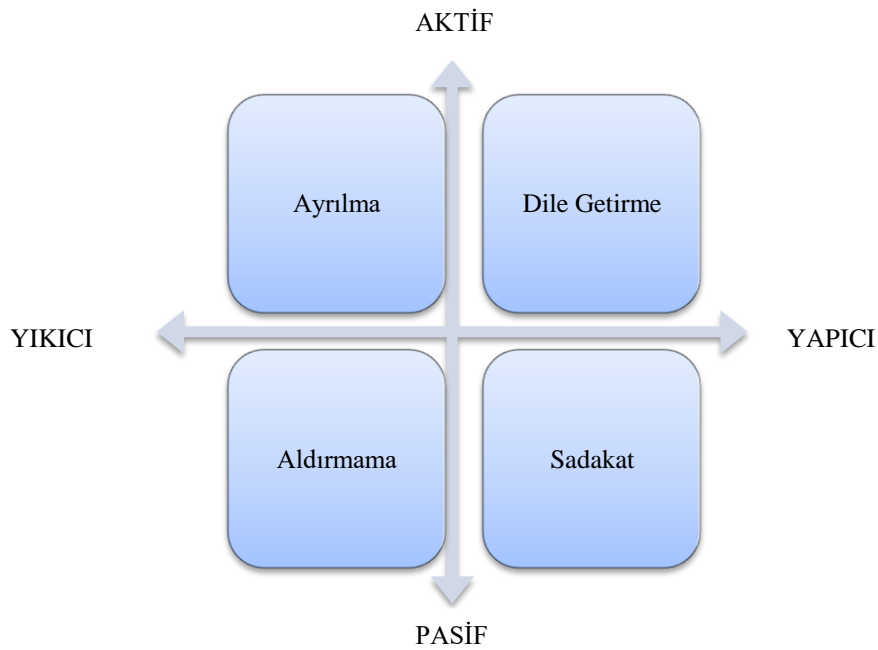 AKTİF
Ayrılma
Dile Getirme
YIKICI
YAPICI
Aldırmama
Sadakat
PASİF